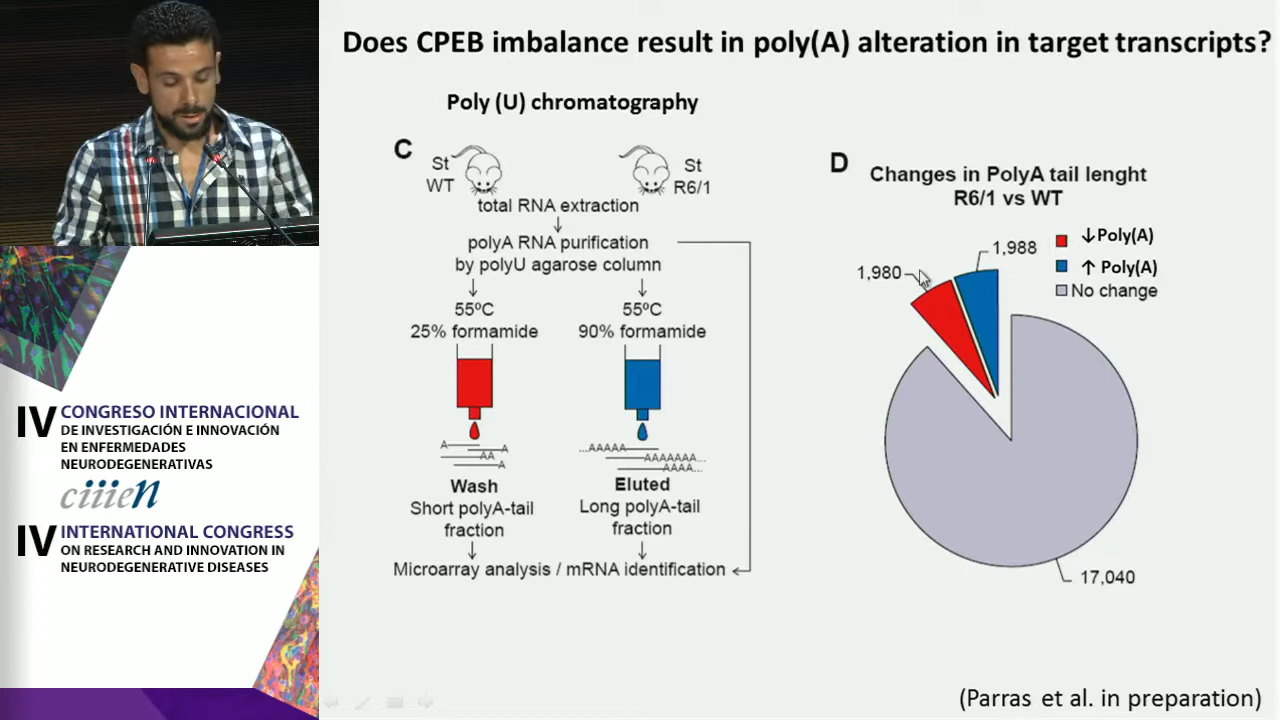 Does CPEB imbalance result in poly(A) alteration in target transcripts?
Poly (U) chromatography
C
St
WT
St
R6/1
total RNA extraction
polyA RNA purification
by polyU agarose column
55ºC
25% formamide
55ºC
90% formamide
A
A
AA
A
...AAAAA
AAAAAAA...
AAAA...
Wash
Short polyA-tail
fraction
Eluted
Long polyA-tail
fraction
Microarray analysis / mRNA identification
D
Changes in PolyA tail lenght
R6/1 vs WT
↓Poly(A)
↑ Poly(A)
No change
1,980
1,988
17,040
(Parras et al. in preparation)
IV CONGRESO INTERNACIONAL
DE INVESTIGACIÓN E INNOVACIÓN
EN ENFERMEDADES
NEURODEGENERATIVAS
ciiien
IV INTERNATIONAL CONGRESS
ON RESEARCH AND INNOVATION IN
NEURODEGENERATIVE DISEASES